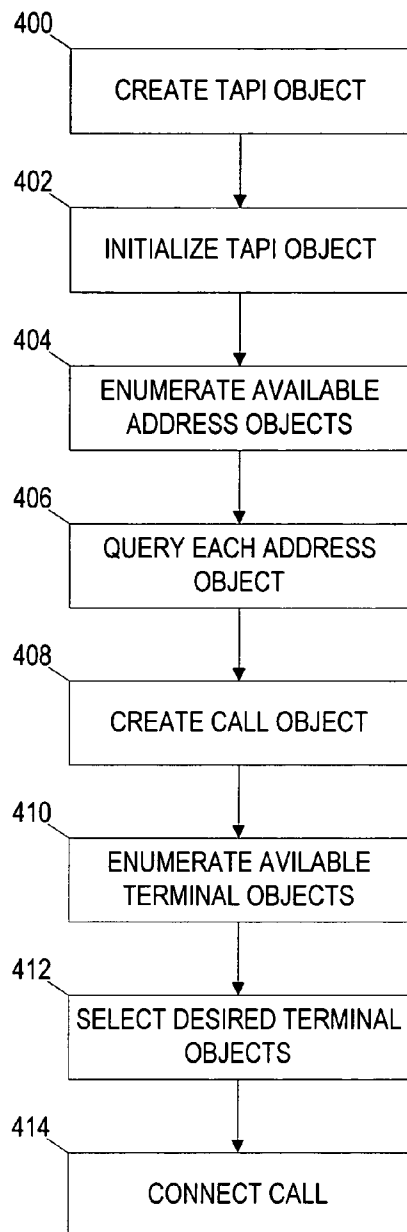 400
CREATE TAPI OBJECT
402
INITIALIZE TAPI OBJECT
404
ENUMERATE AVAILABLE
ADDRESS OBJECTS
406
QUERY EACH ADDRESS
OBJECT
408
CREATE CALL OBJECT
410
ENUMERATE AVILABLE
TERMINAL OBJECTS
412
SELECT DESIRED TERMINAL
OBJECTS
414
CONNECT CALL